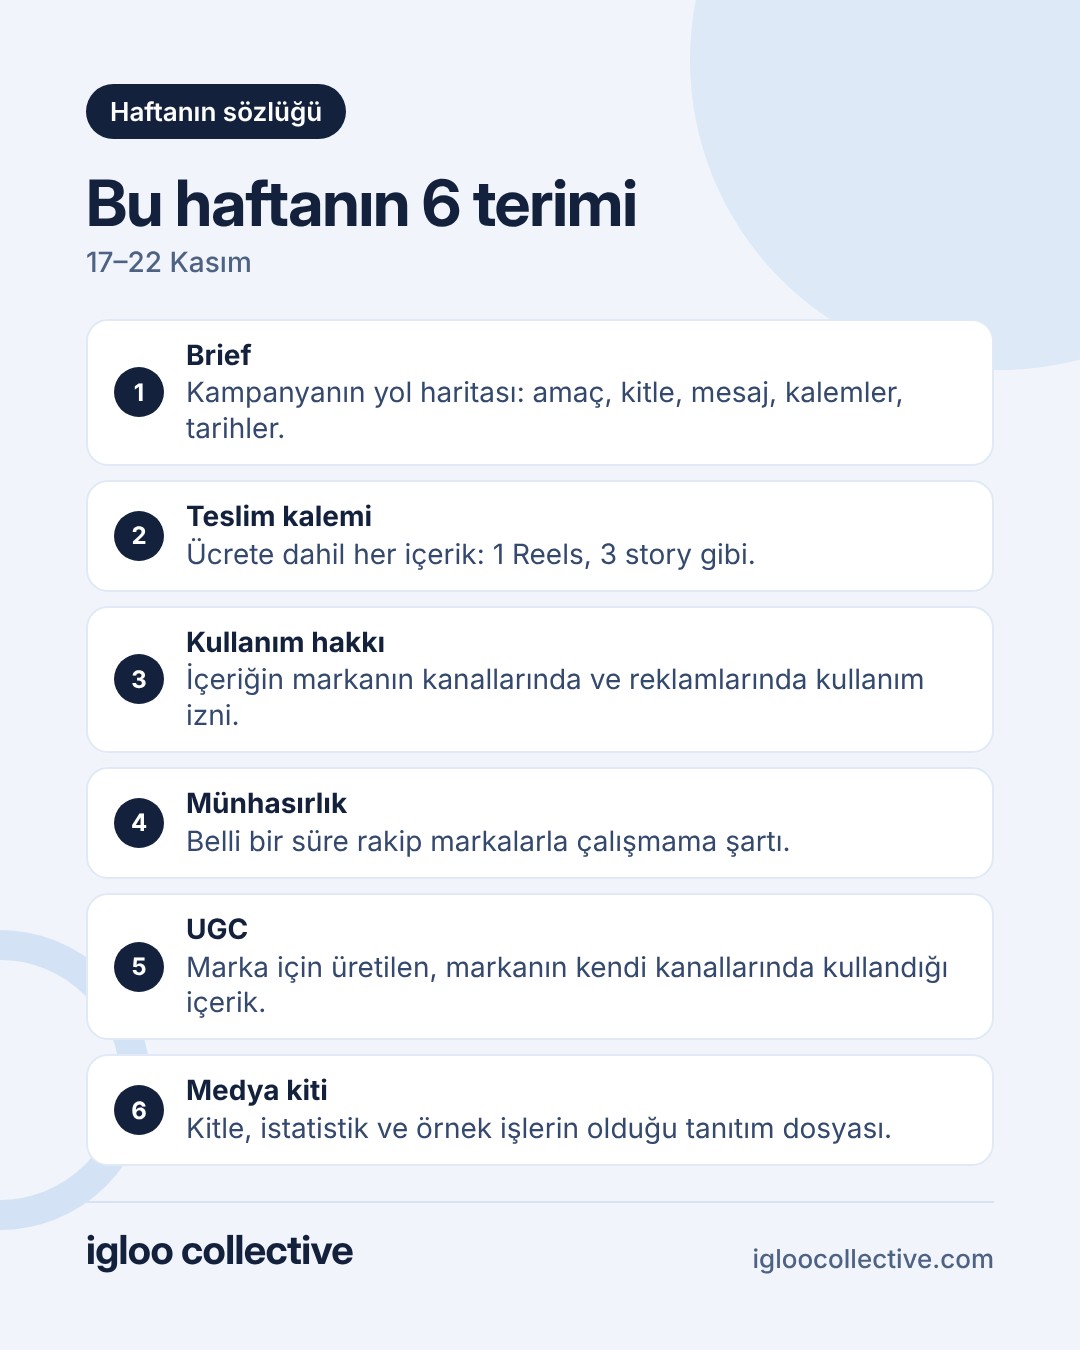 Haftanın sözlüğü
Bu haftanın 6 terimi
17–22 Kasım
1
Brief
Kampanyanın yol haritası: amaç, kitle, mesaj, kalemler,
tarihler.
2
Teslim kalemi
Ücrete dahil her içerik: 1 Reels, 3 story gibi.
3
Kullanım hakkı
İçeriğin markanın kanallarında ve reklamlarında kullanım
izni.
4
Münhasırlık
Belli bir süre rakip markalarla çalışmama şartı.
5
UGC
Marka için üretilen, markanın kendi kanallarında kullandığı
içerik.
6
Medya kiti
Kitle, istatistik ve örnek işlerin olduğu tanıtım dosyası.
igloo collective
igloocollective.com